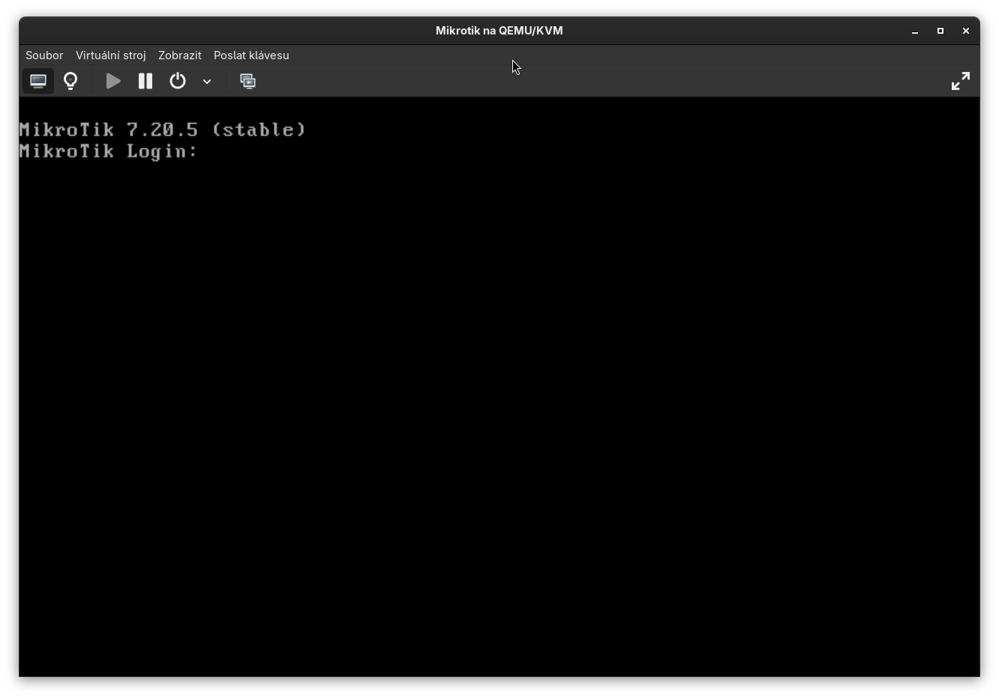 Mikrotik na QEMU/KVM
Soubor Virtuální stroj Zobrazit Poslat klávesu
MikroTik 7.20.5 (stable)
MikroTik Login: